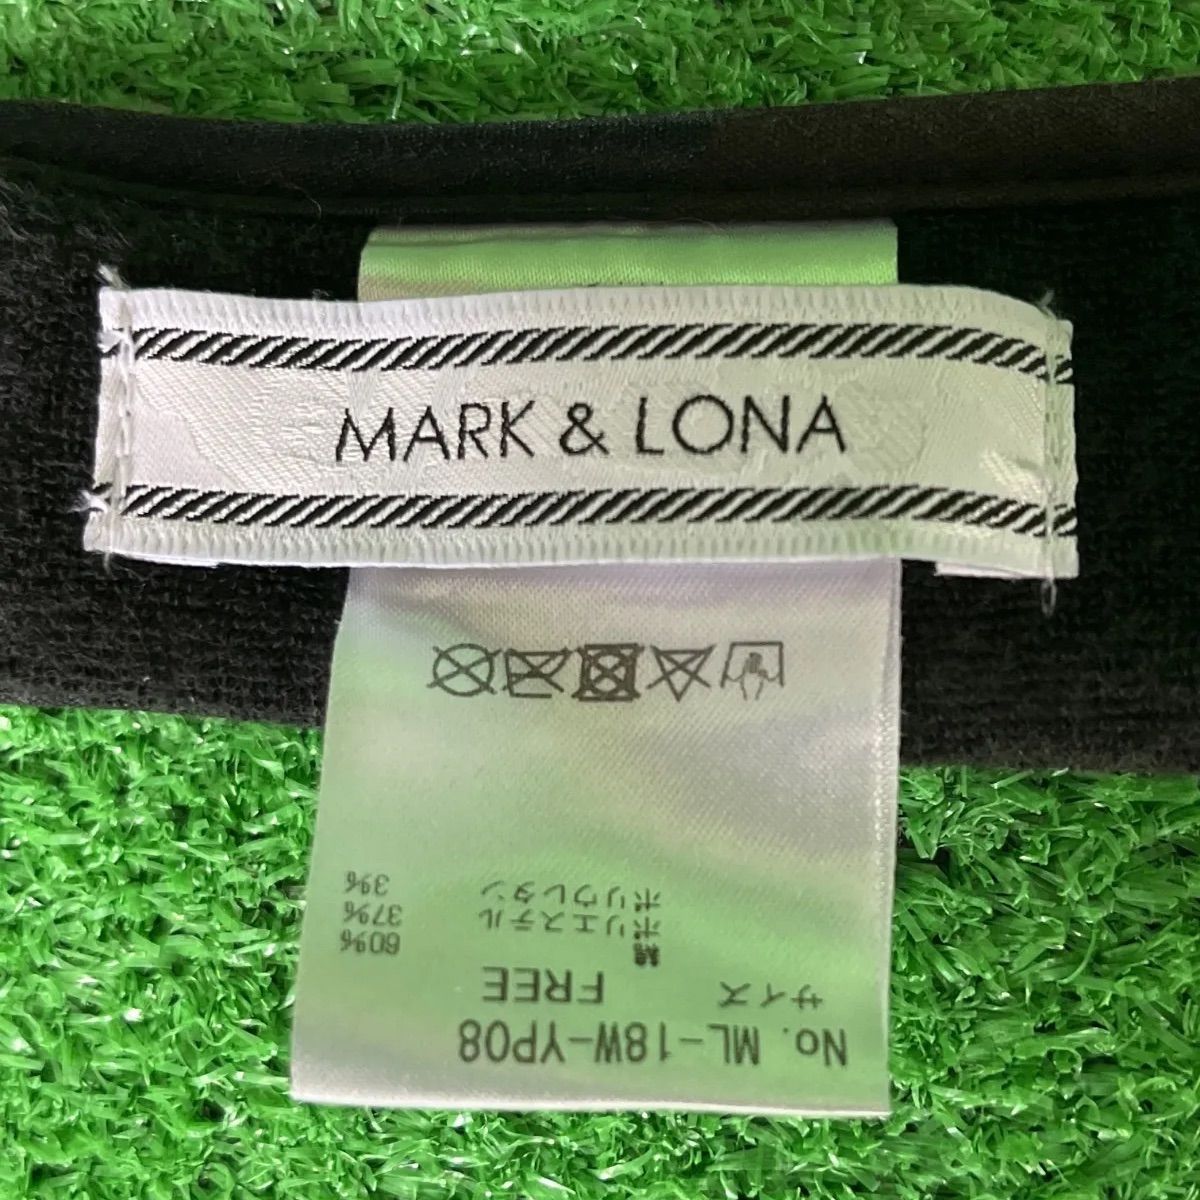 MARK & LONA
No. ML-18W-YP08
サイズ FREE
綿 60%
ポリエステル 37%
ポリウレタン 3%